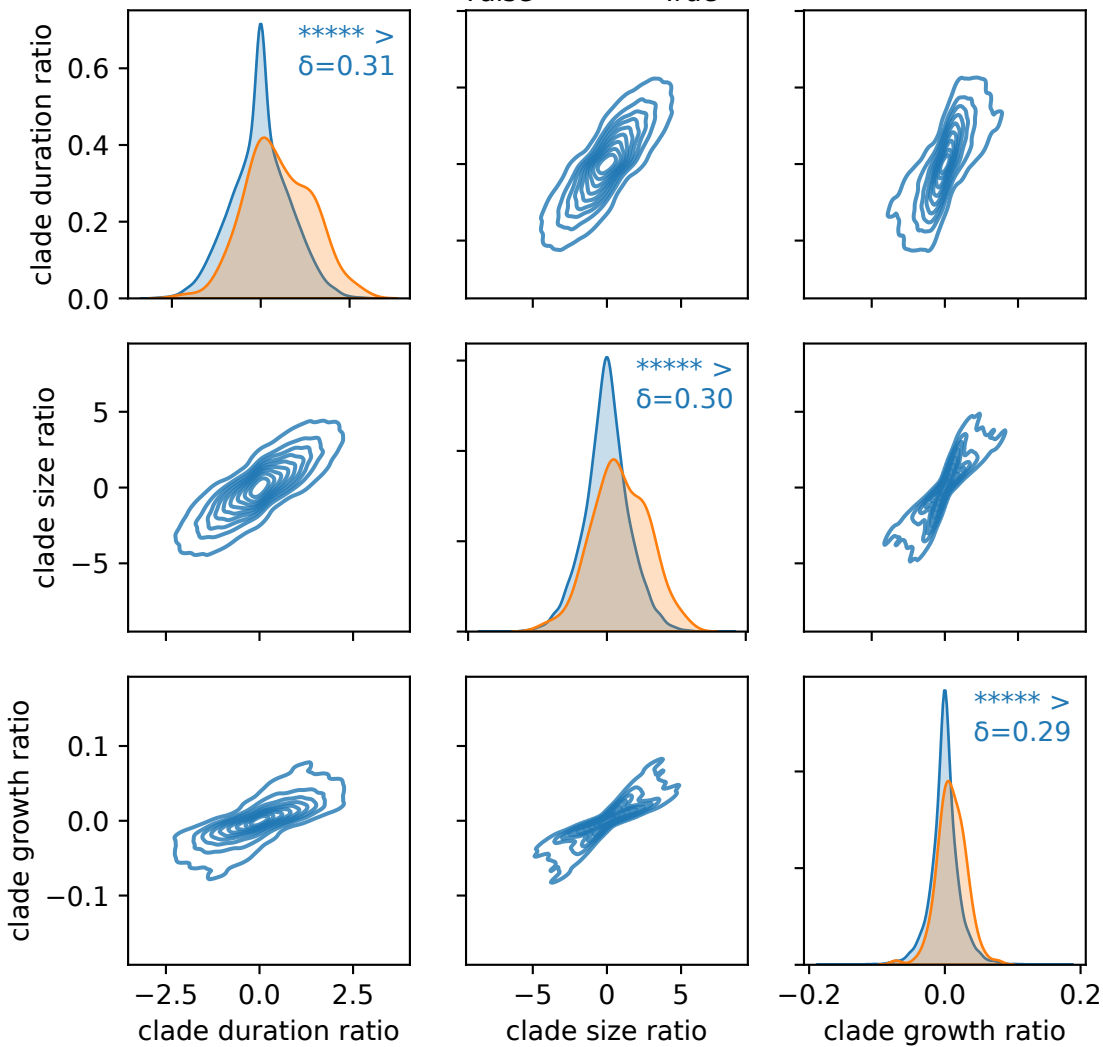 ***** >
δ=0.31
clade duration ratio
0.6
0.4
0.2
0.0
***** >
δ=0.30
clade size ratio
5
0
−5
***** >
δ=0.29
clade growth ratio
0.1
0.0
−0.1
−2.5 0.0 2.5 −5 0 5 −0.2 0.0 0.2
clade duration ratio clade size ratio clade growth ratio